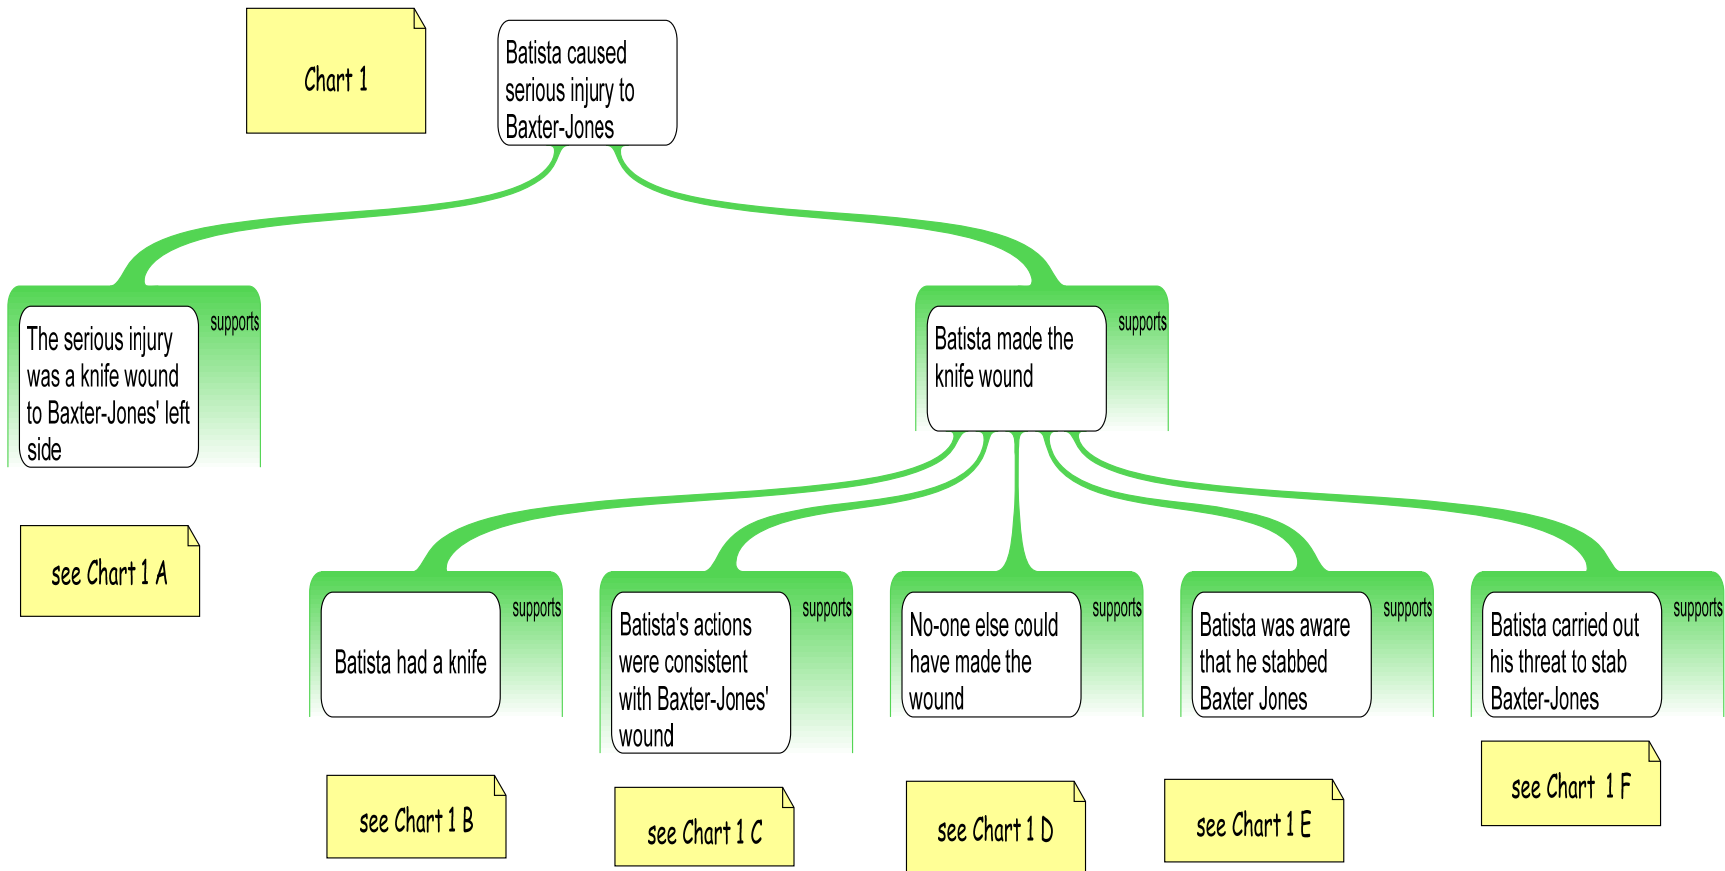 Chart 1
Batista caused
serious injury to
Baxter-Jones
supports
The serious injury
was a knife wound
to Baxter-Jones' left
side
supports
Batista made the
knife wound
see Chart 1 A
supports
Batista had a knife
supports
Batista's actions
were consistent
with Baxter-Jones'
wound
supports
No-one else could
have made the
wound
supports
Batista was aware
that he stabbed
Baxter Jones
supports
Batista carried out
his threat to stab
Baxter-Jones
see Chart 1 B
see Chart 1 C
see Chart 1 D
see Chart 1 E
see Chart 1 F